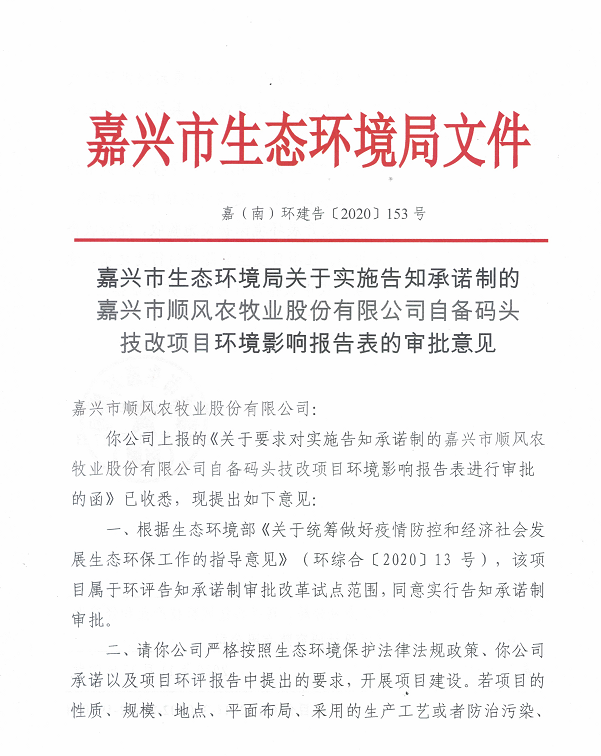 嘉兴市生态环境局文件
嘉（南）环建告〔2020〕153 号
嘉兴市生态环境局关于实施告知承诺制的
嘉兴市顺风农牧业股份有限公司自备码头
技改项目环境影响报告表的审批意见
嘉兴市顺风农牧业股份有限公司：
你公司上报的《关于要求对实施告知承诺制的嘉兴市顺风农
牧业股份有限公司自备码头技改项目环境影响报告表进行审批
的函》已收悉，现提出如下意见：
一、根据生态环境部《关于统筹做好疫情防控和经济社会发
展生态环保工作的指导意见》（环综合〔2020〕13 号），该项
目属于环评告知承诺制审批改革试点范围，同意实行告知承诺制
审批。
二、请你公司严格按照生态环境保护法律法规政策、你公司
承诺以及项目环评报告中提出的要求，开展项目建设。若项目的
性质、规模、地点、平面布局、采用的生产工艺或者防治污染、